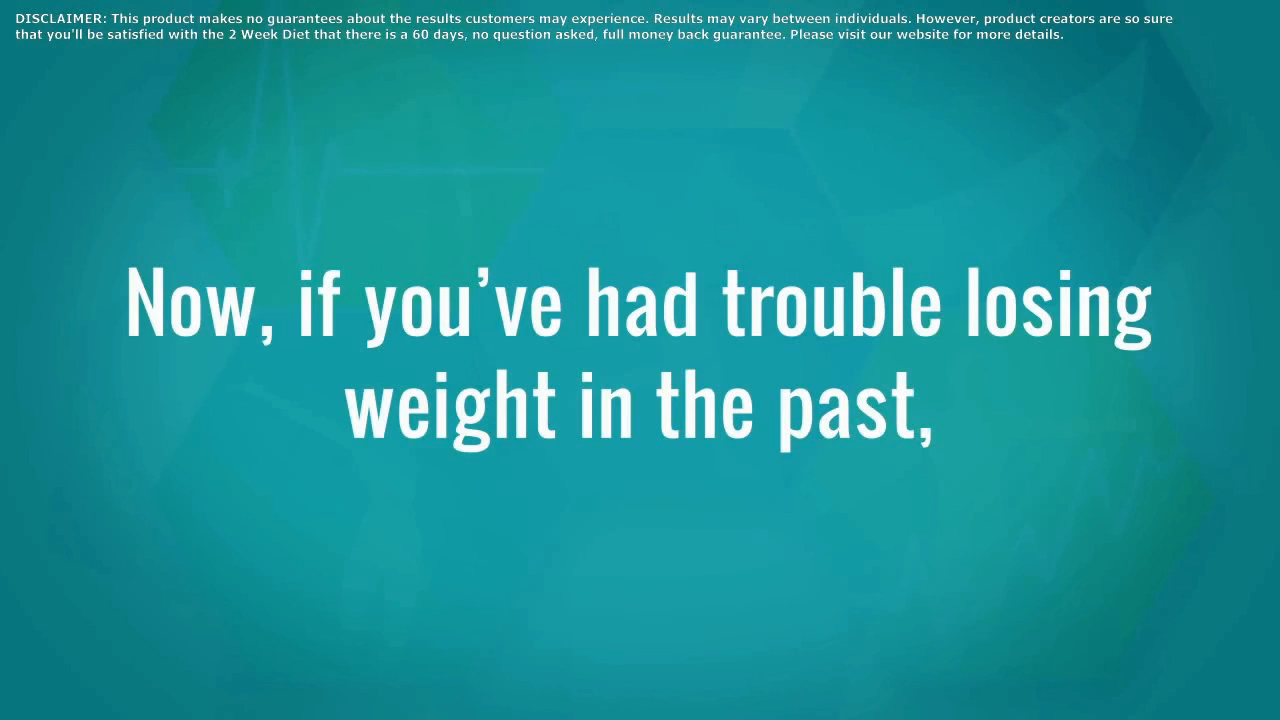 DISCLAIMER: This product makes no guarantees about the results customers may experience. Results may vary between individuals. However, product creators are so sure
that you'll be satisfied with the 2 Week Diet that there is a 60 days, no question asked, full money back guarantee. Please visit our website for more details.
Now, if you’ve had trouble losing
weight in the past,